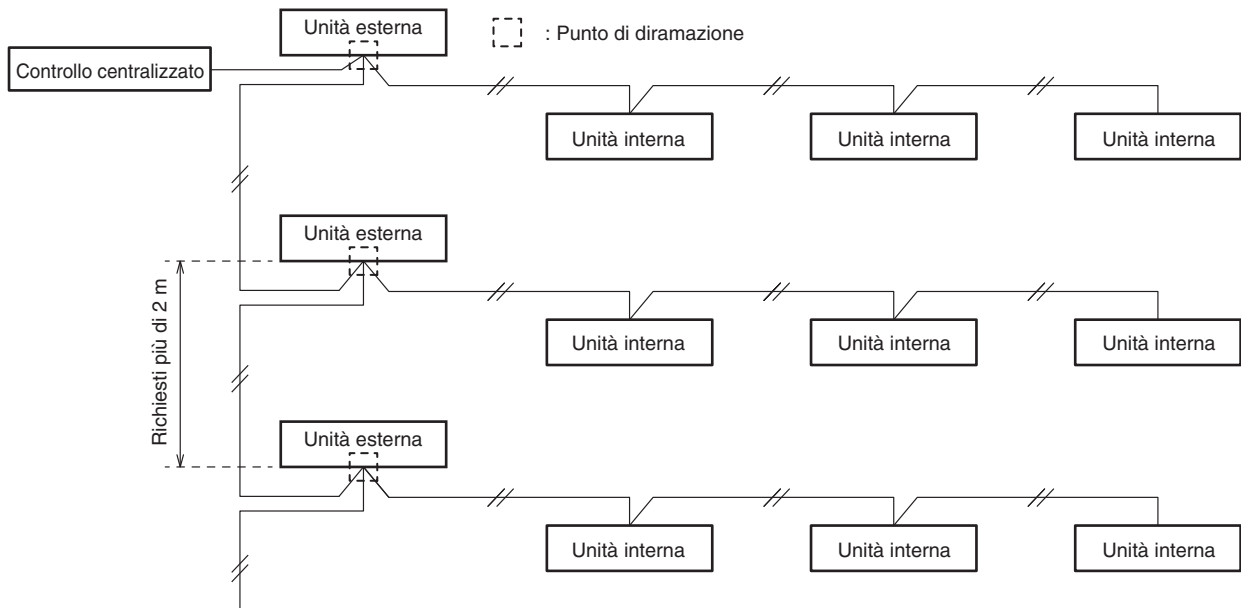 Unità esterna
: Punto di diramazione
Controllo centralizzato
Unità interna
Unità interna
Unità interna
Unità esterna
Richiesti più di 2 m
Unità interna
Unità interna
Unità interna
Unità esterna
Unità interna
Unità interna
Unità interna